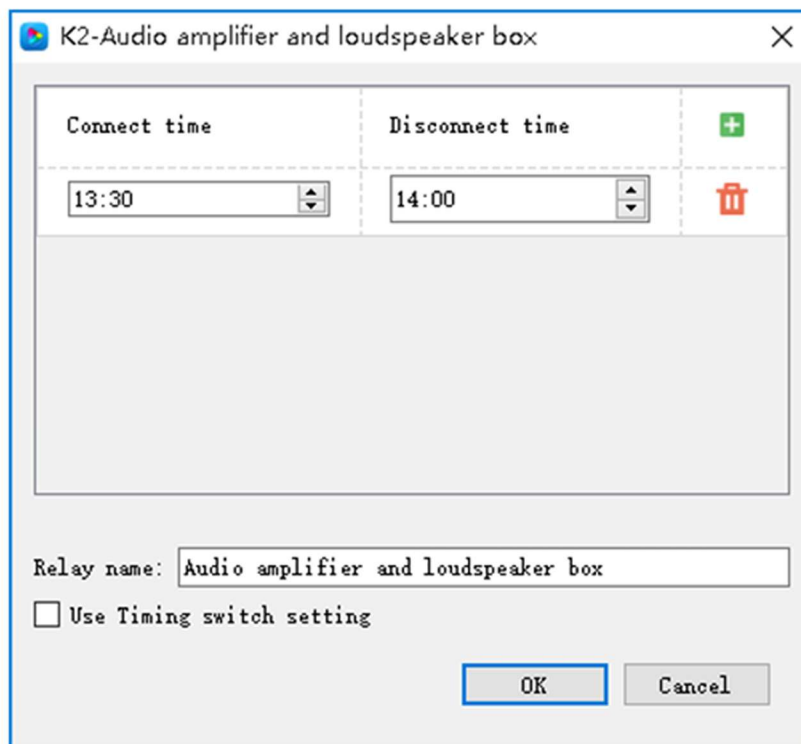 K2-Audio amplifier and loudspeaker box
Connect time Disconnect time
13:30 14:00
Relay name: Audio amplifier and loudspeaker box
Use Timing switch setting
OK Cancel